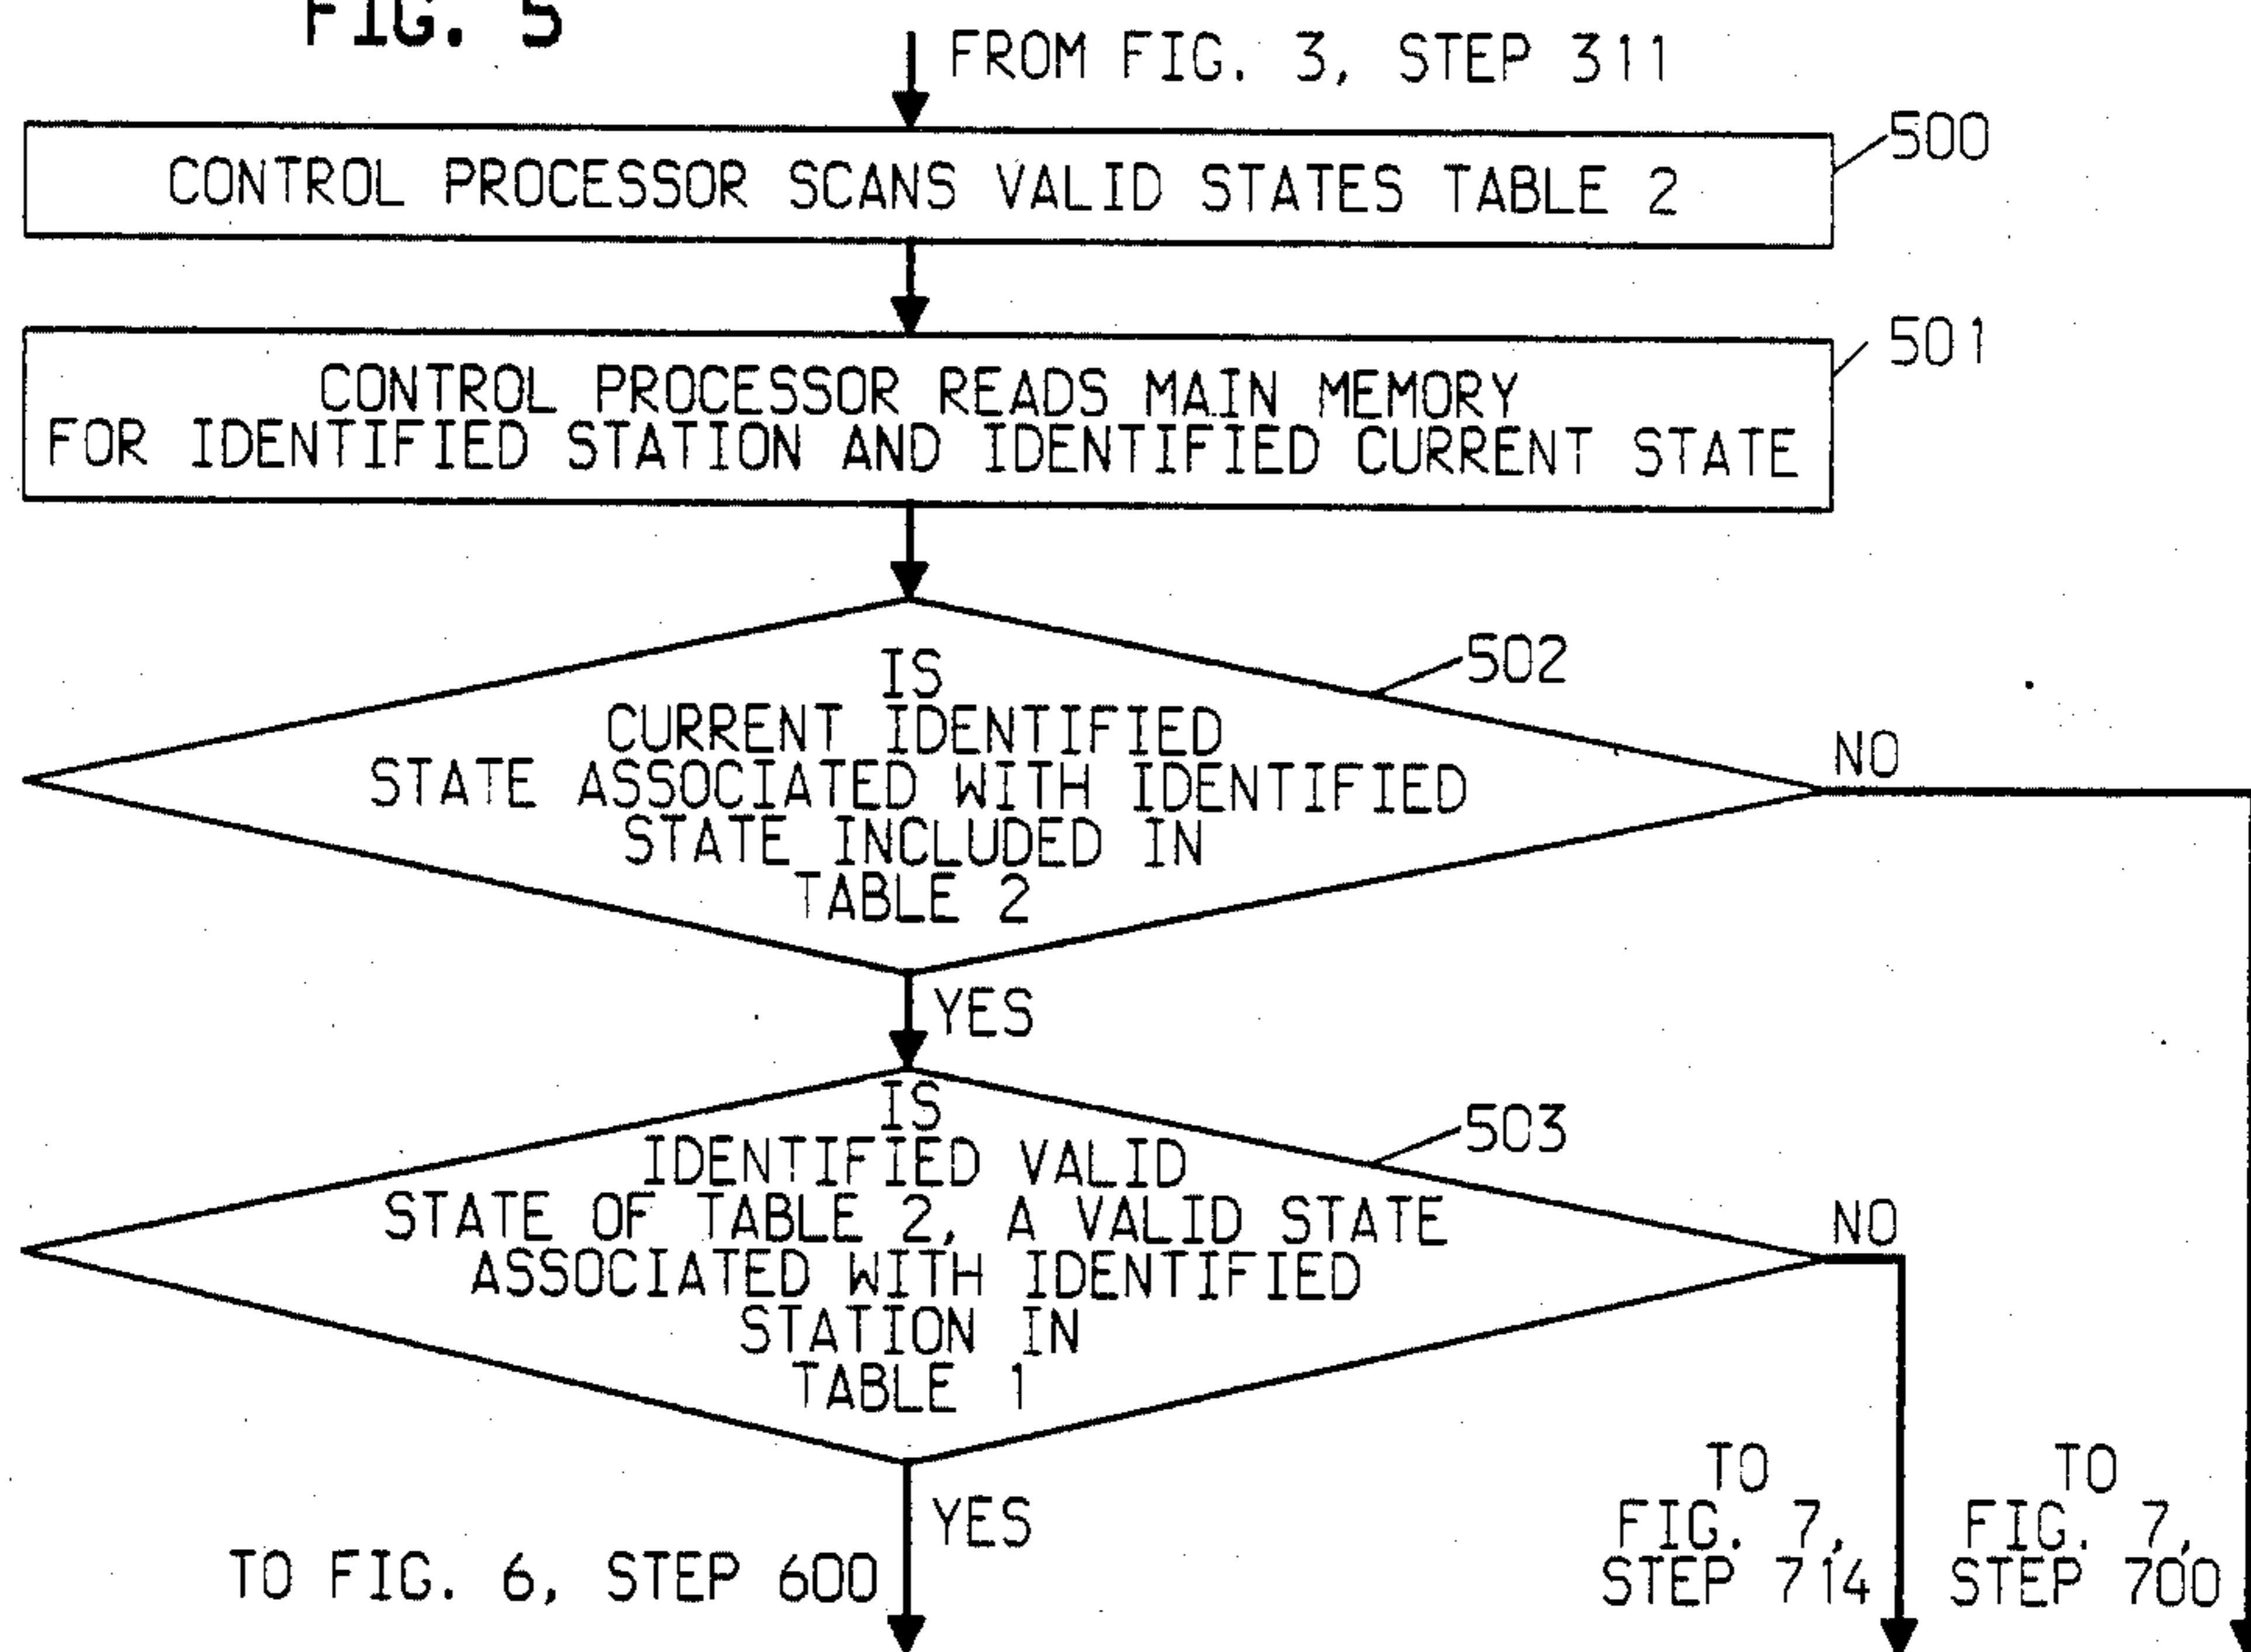 FIG. 5
FROM FIG. 3, STEP 311
500
CONTROL PROCESSOR SCANS VALID STATES TABLE 2
501
CONTROL PROCESSOR READS MAIN MEMORY
FOR IDENTIFIED STATION AND IDENTIFIED CURRENT STATE
502
IS
CURRENT IDENTIFIED
STATE ASSOCIATED WITH IDENTIFIED
STATE INCLUDED IN
TABLE 2
NO
YES
503
IS
IDENTIFIED VALID
STATE OF TABLE 2, A VALID STATE
ASSOCIATED WITH IDENTIFIED
STATION IN
TABLE 1
NO
YES
TO FIG. 6, STEP 600
TO
FIG. 7,
STEP 714
TO
FIG. 7,
STEP 700